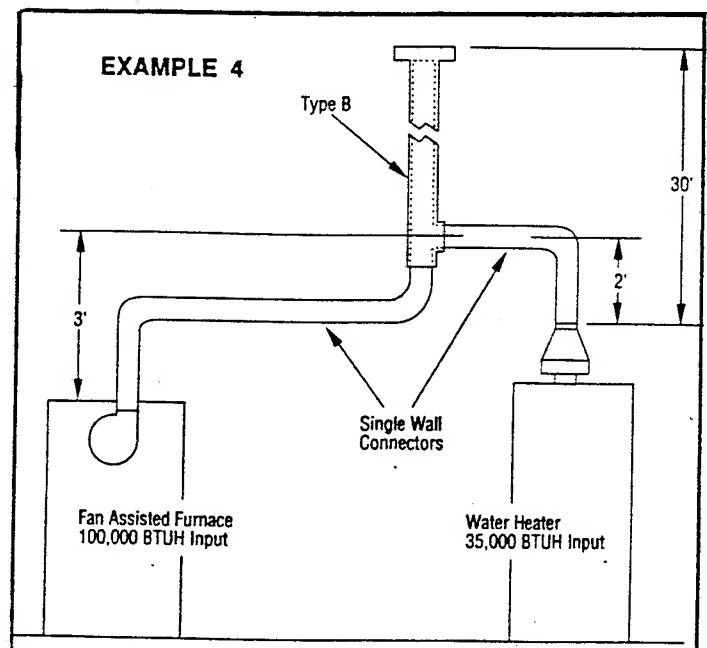 EXAMPLE 4
Type B
30'
3'
2'
Single Wall
Connectors
Fan Assisted Furnace
100,000 BTUH Input
Water Heater
35,000 BTUH Input